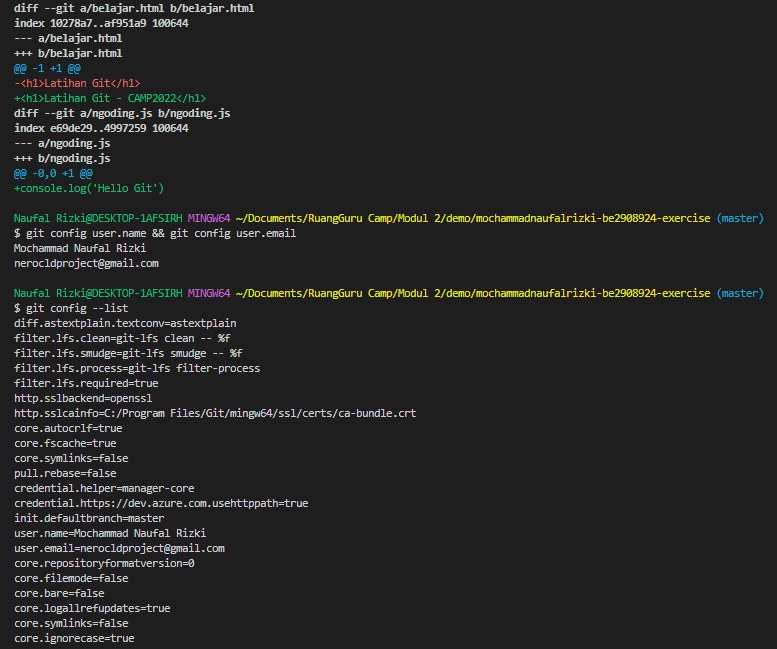 diff --git a/belajar.html b/belajar.html
index 10278a7..af951a9 100644
--- a/belajar.html
+++ b/belajar.html
@@ -1 +1 @@
-<h1>Latihan Git</h1>
+<h1>Latihan Git - CAMP2022</h1>
diff --git a/ngoding.js b/ngoding.js
index e69de29..4997259 100644
--- a/ngoding.js
+++ b/ngoding.js
@@ -0,0 +1 @@
+console.log('Hello Git')
Naufal Rizki@DESKTOP-1AFSIRH MINGW64 ~/Documents/RuangGuru Camp/Modul 2/demo/mochammadnaufalrizki-be2908924-exercise (master)
$ git config user.name && git config user.email
Mochammad Naufal Rizki
nerocldproject@gmail.com
Naufal Rizki@DESKTOP-1AFSIRH MINGW64 ~/Documents/RuangGuru Camp/Modul 2/demo/mochammadnaufalrizki-be2908924-exercise (master)
$ git config --list
diff.astextplain.textconv=astextplain
filter.lfs.clean=git-lfs clean -- %f
filter.lfs.smudge=git-lfs smudge -- %f
filter.lfs.process=git-lfs filter-process
filter.lfs.required=true
http.sslbackend=openssl
http.sslcainfo=C:/Program Files/Git/mingw64/ssl/certs/ca-bundle.crt
core.autocrlf=true
core.fscache=true
core.symlinks=false
pull.rebase=false
credential.helper=manager-core
credential.https://dev.azure.com.usehttppath=true
init.defaultbranch=master
user.name=Mochammad Naufal Rizki
user.email=nerocldproject@gmail.com
core.repositoryformatversion=0
core.filemode=false
core.bare=false
core.logallrefupdates=true
core.symlinks=false
core.ignorecase=true